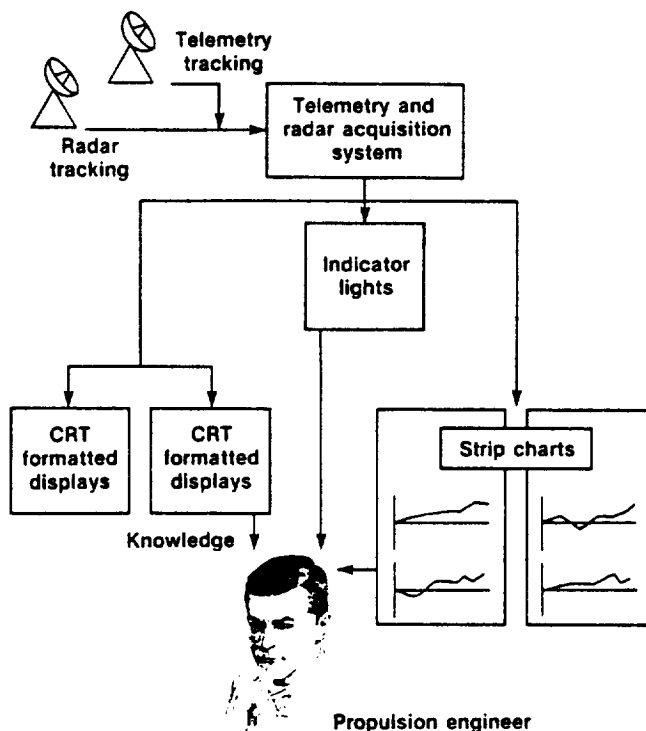 Telemetry
tracking
Radar
tracking
Telemetry and
radar acquisition
system
Indicator
lights
CRT
formatted
displays
CRT
formatted
displays
Strip charts
Knowledge
Propulsion engineer